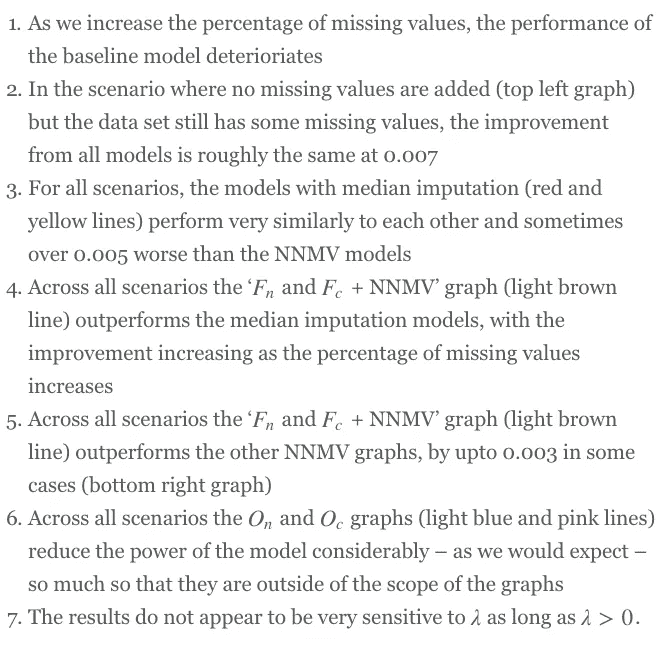 1. As we increase the percentage of missing values, the performance of
the baseline model deterioriates
2. In the scenario where no missing values are added (top left graph)
but the data set still has some missing values, the improvement
from all models is roughly the same at 0.007
3. For all scenarios, the models with median imputation (red and
yellow lines) perform very similarly to each other and sometimes
over 0.005 worse than the NNMV models
4. Across all scenarios the ‘Fₙ and F_c + NNMV’ graph (light brown
line) outperforms the median imputation models, with the
improvement increasing as the percentage of missing values
increases
5. Across all scenarios the ‘Fₙ and F_c + NNMV’ graph (light brown
line) outperforms the other NNMV graphs, by upto 0.003 in some
cases (bottom right graph)
6. Across all scenarios the Oₙ and O_c graphs (light blue and pink lines)
reduce the power of the model considerably – as we would expect –
so much so that they are outside of the scope of the graphs
7. The results do not appear to be very sensitive to λ as long as λ > 0.